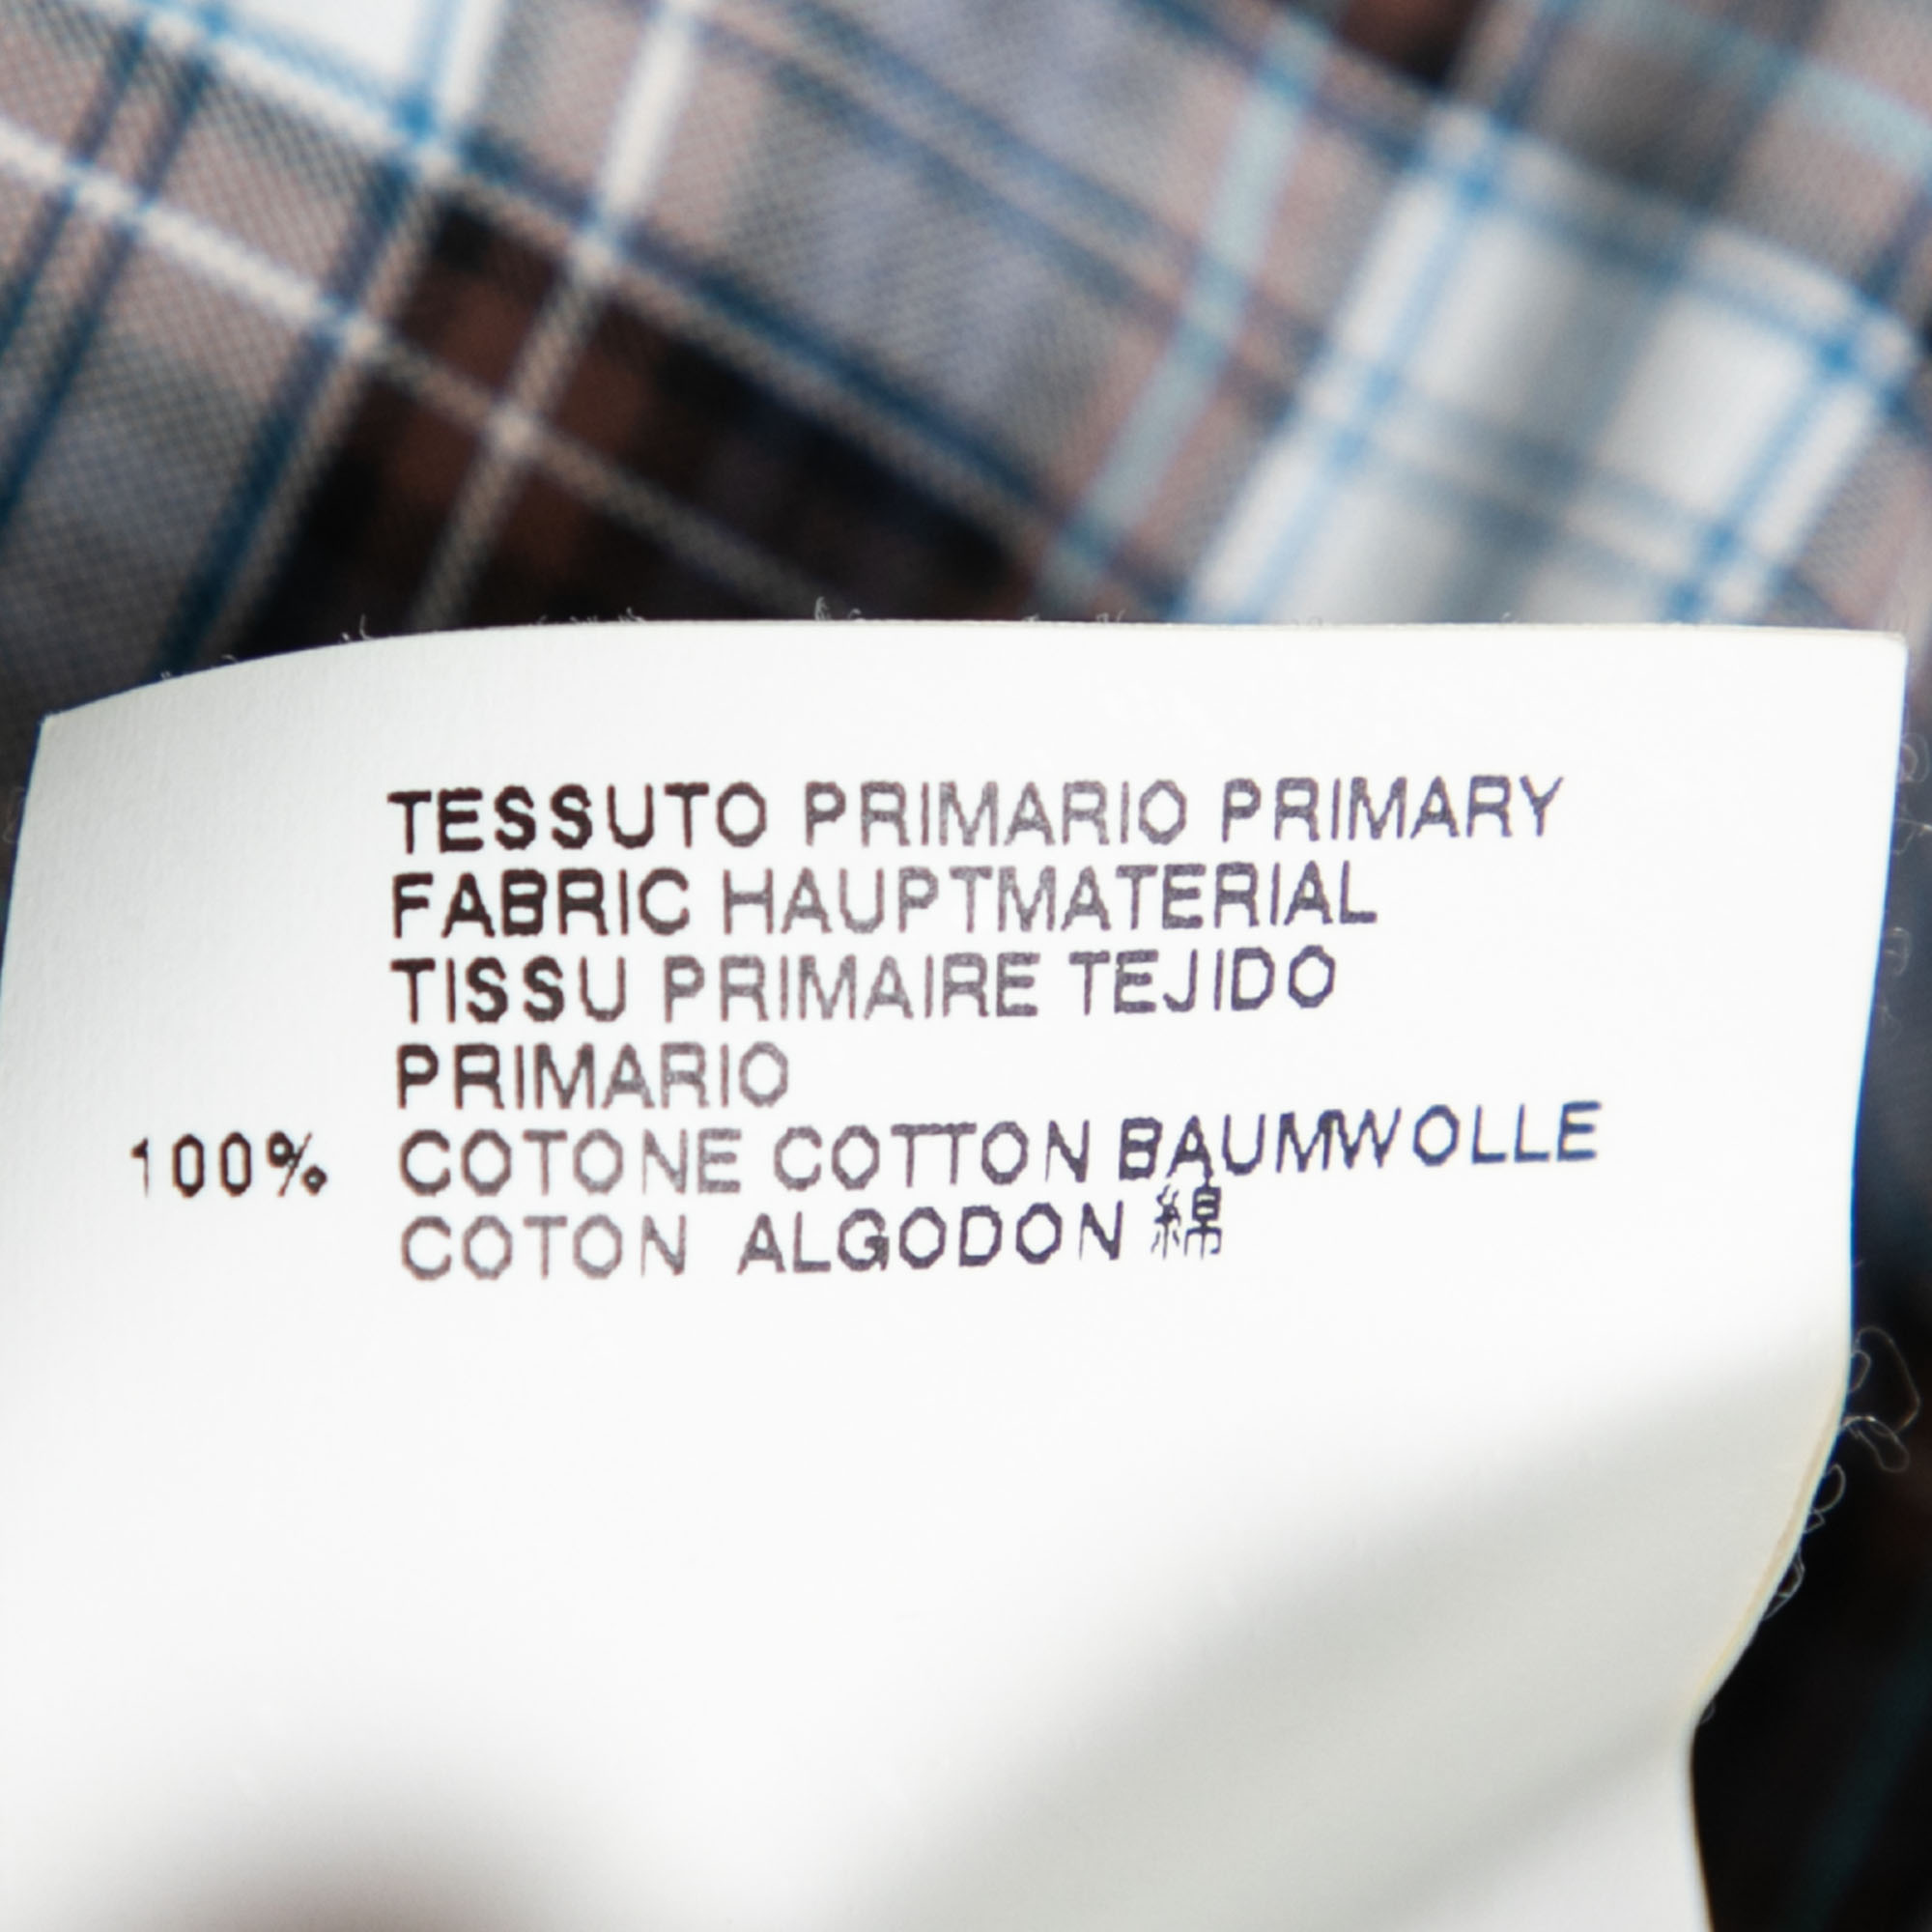 TESSUTO PRIMARIO PRIMARY
FABRIC HAUPTMATERIAL
TISSU PRIMAIRE TEJIDO
PRIMARIO
100% COTONE COTTON BAUMWOLLE
COTON ALGODON 綿